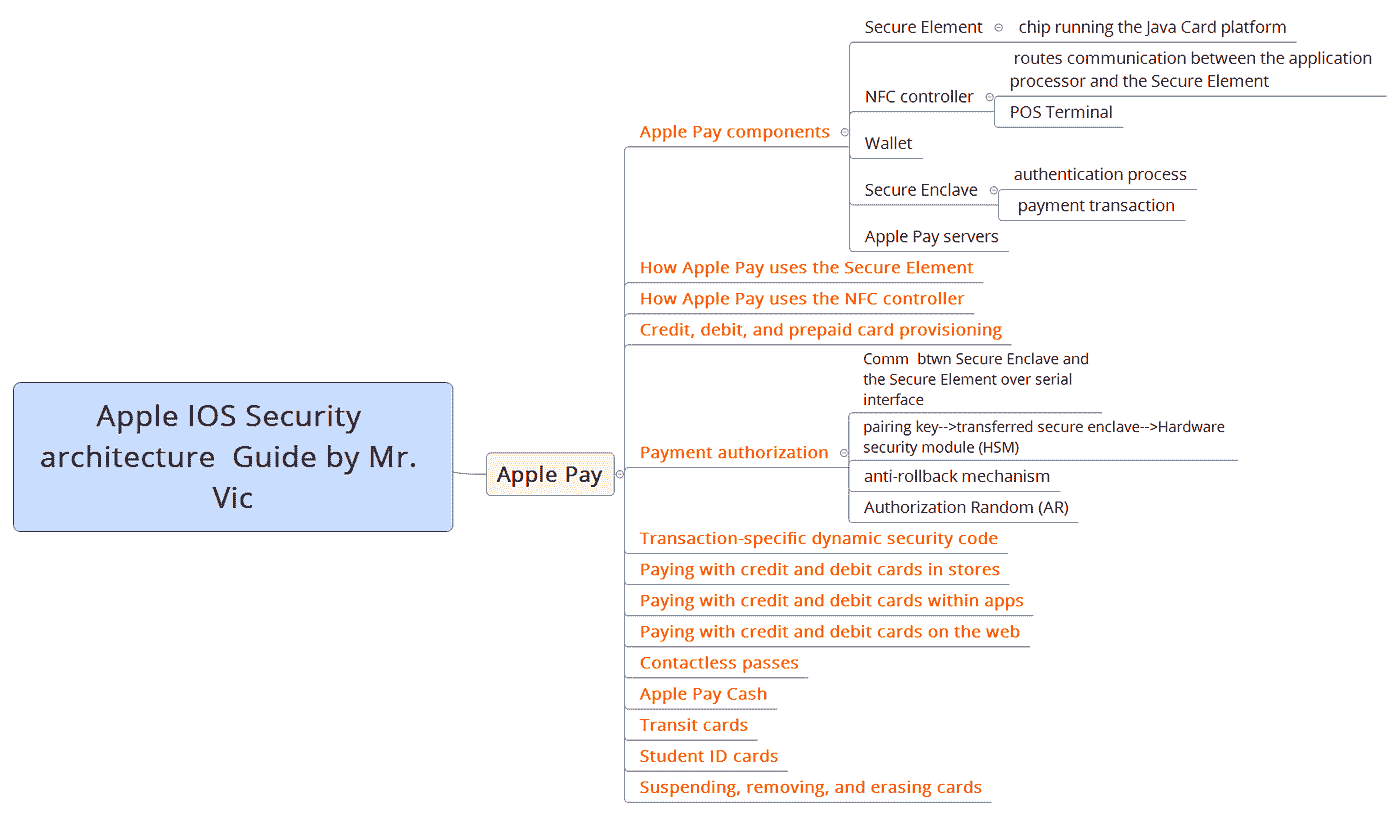 Apple IOS Security
architecture  Guide by Mr.
Vic
Apple Pay
Apple Pay components
Secure Element
chip running the Java Card platform
NFC controller
routes communication between the application
processor and the Secure Element
POS Terminal
Wallet
Secure Enclave
authentication process
payment transaction
Apple Pay servers
How Apple Pay uses the Secure Element
How Apple Pay uses the NFC controller
Credit, debit, and prepaid card provisioning
Payment authorization
Comm  btwn Secure Enclave and
the Secure Element over serial
interface
pairing key-->transferred secure enclave-->Hardware
security module (HSM)
anti-rollback mechanism
Authorization Random (AR)
Transaction-specific dynamic security code
Paying with credit and debit cards in stores
Paying with credit and debit cards within apps
Paying with credit and debit cards on the web
Contactless passes
Apple Pay Cash
Transit cards
Student ID cards
Suspending, removing, and erasing cards